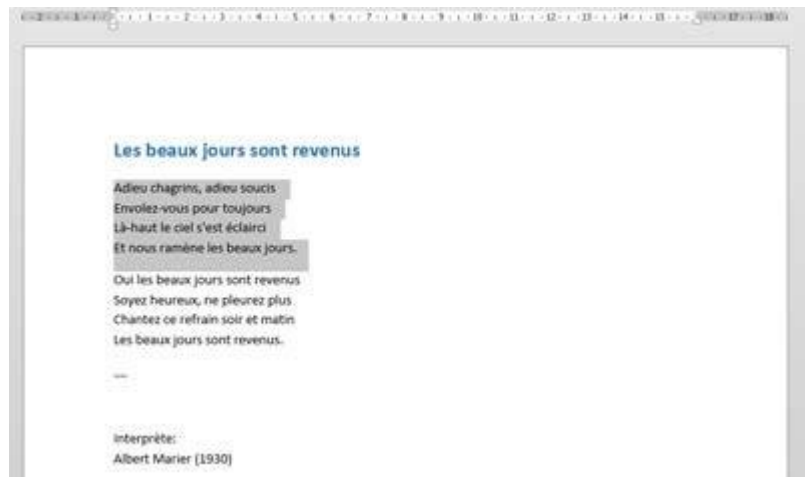 Les beaux jours sont revenus
Adieu chagrins, adieu soucis
Envolez-vous pour toujours
Là-haut le ciel s'est éclairci
Et nous ramène les beaux jours.
Oui les beaux jours sont revenus
Soyez heureux, ne pleurez plus
Chantez ce refrain soir et matin
Les beaux jours sont revenus.
---
Interprète:
Albert Marier (1930)